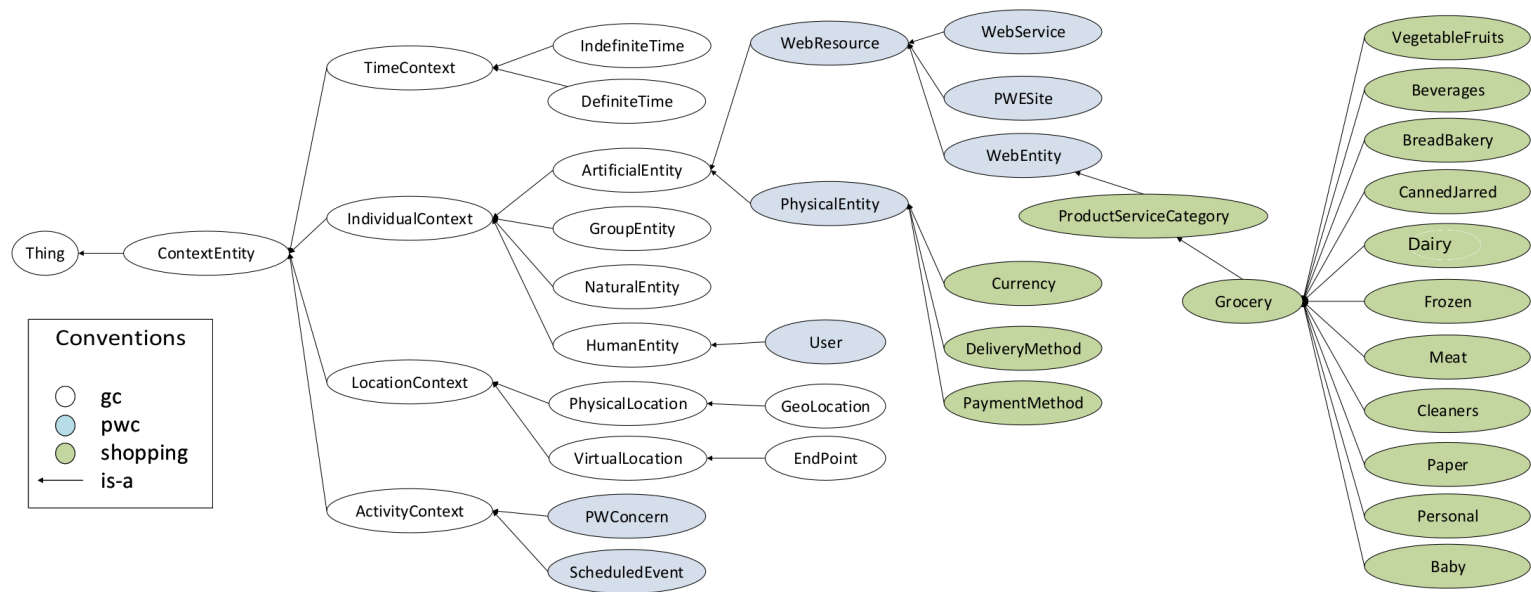 Thing
ContextEntity
TimeContext
IndefiniteTime
DefiniteTime
IndividualContext
ArtificialEntity
GroupEntity
NaturalEntity
HumanEntity
LocationContext
PhysicalLocation
VirtualLocation
ActivityContext
PWConcern
ScheduledEvent
WebResource
PhysicalEntity
User
GeoLocation
EndPoint
WebService
PWESite
WebEntity
ProductServiceCategory
Currency
DeliveryMethod
PaymentMethod
Grocery
VegetableFruits
Beverages
BreadBakery
CannedJarred
Dairy
Frozen
Meat
Cleaners
Paper
Personal
Baby
Conventions
gc
pwc
shopping
is-a